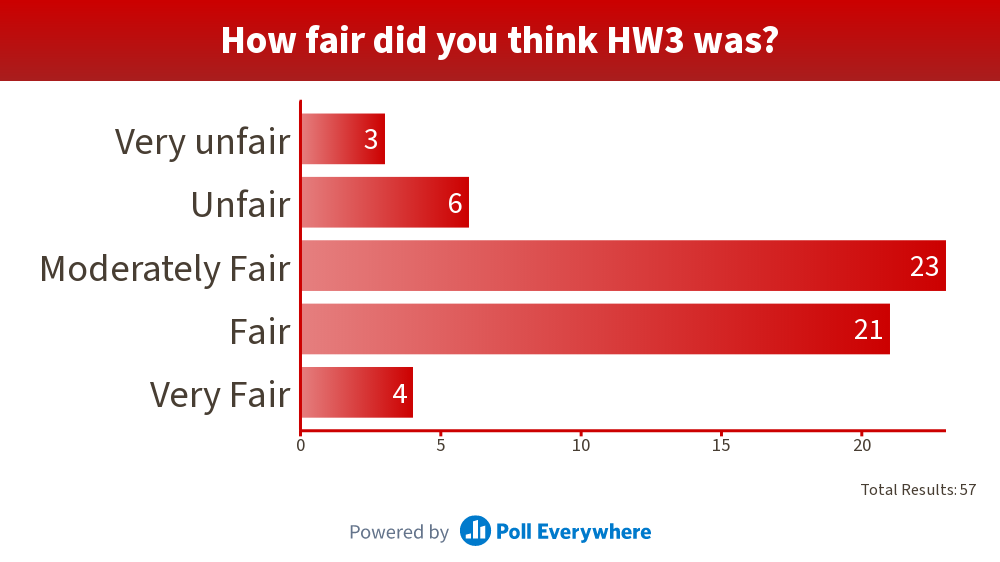 How fair did you think HW3 was?
Very unfair 3
Unfair 6
Moderately Fair 23
Fair 21
Very Fair 4
0 5 10 15 20
Total Results: 57
Powered by Poll Everywhere